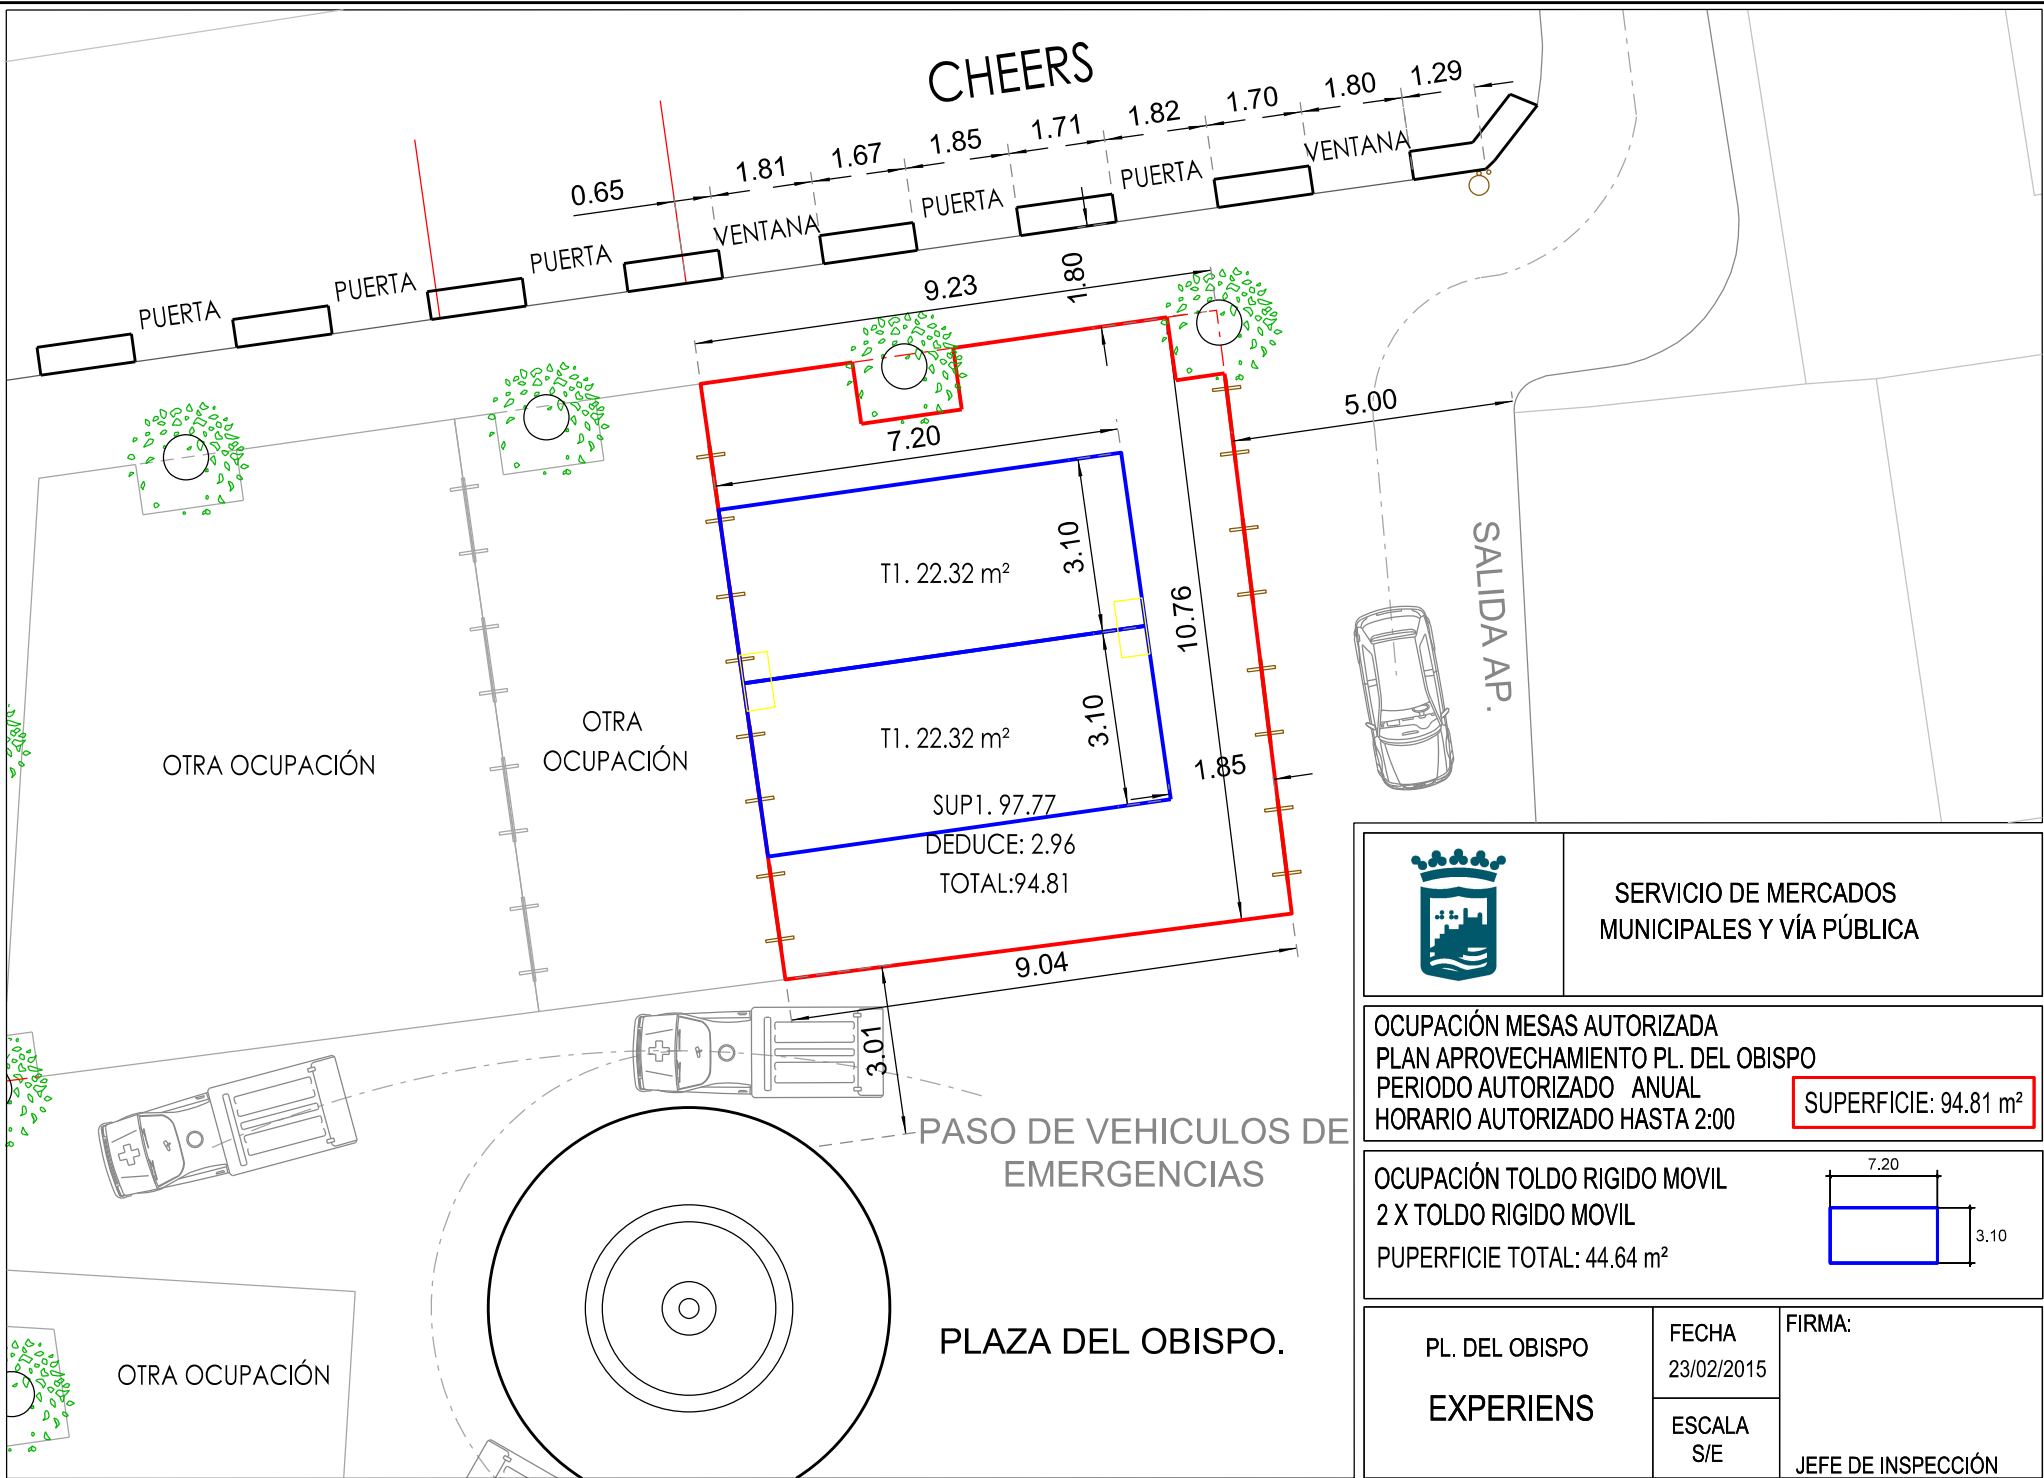 CHEERS
0.65
1.81
1.67
1.85
1.71
1.82
1.70
1.80
1.29
PUERTA
PUERTA
PUERTA
VENTANA
PUERTA
PUERTA
VENTANA
9.23
1.80
7.20
5.00
3.10
T1. 22.32 m²
10.76
SALIDA AP.
3.10
T1. 22.32 m²
1.85
OTRA OCUPACIÓN
OTRA
OCUPACIÓN
SUP1. 97.77
DEDUCE: 2.96
TOTAL:94.81
9.04
3.01
PASO DE VEHICULOS DE
EMERGENCIAS
PLAZA DEL OBISPO.
OTRA OCUPACIÓN
SERVICIO DE MERCADOS
MUNICIPALES Y VÍA PÚBLICA
OCUPACIÓN MESAS AUTORIZADA
PLAN APROVECHAMIENTO PL. DEL OBISPO
PERIODO AUTORIZADO ANUAL
HORARIO AUTORIZADO HASTA 2:00
SUPERFICIE: 94.81 m²
OCUPACIÓN TOLDO RIGIDO MOVIL
2 X TOLDO RIGIDO MOVIL
PUPERFICIE TOTAL: 44.64 m²
7.20
3.10
PL. DEL OBISPO
EXPERIENS
FECHA
23/02/2015
ESCALA
S/E
FIRMA:
JEFE DE INSPECCIÓN